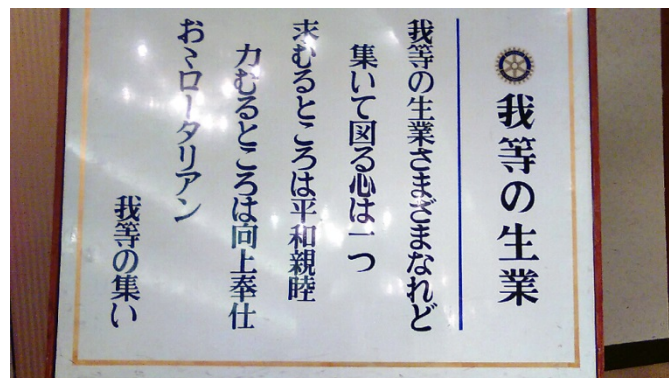 我等の生業
我等の生業さまざまなれど
集いて図る心は一つ
求むるところは平和親睦
力むるところは向上奉仕
おゝロータリアン
我等の集い